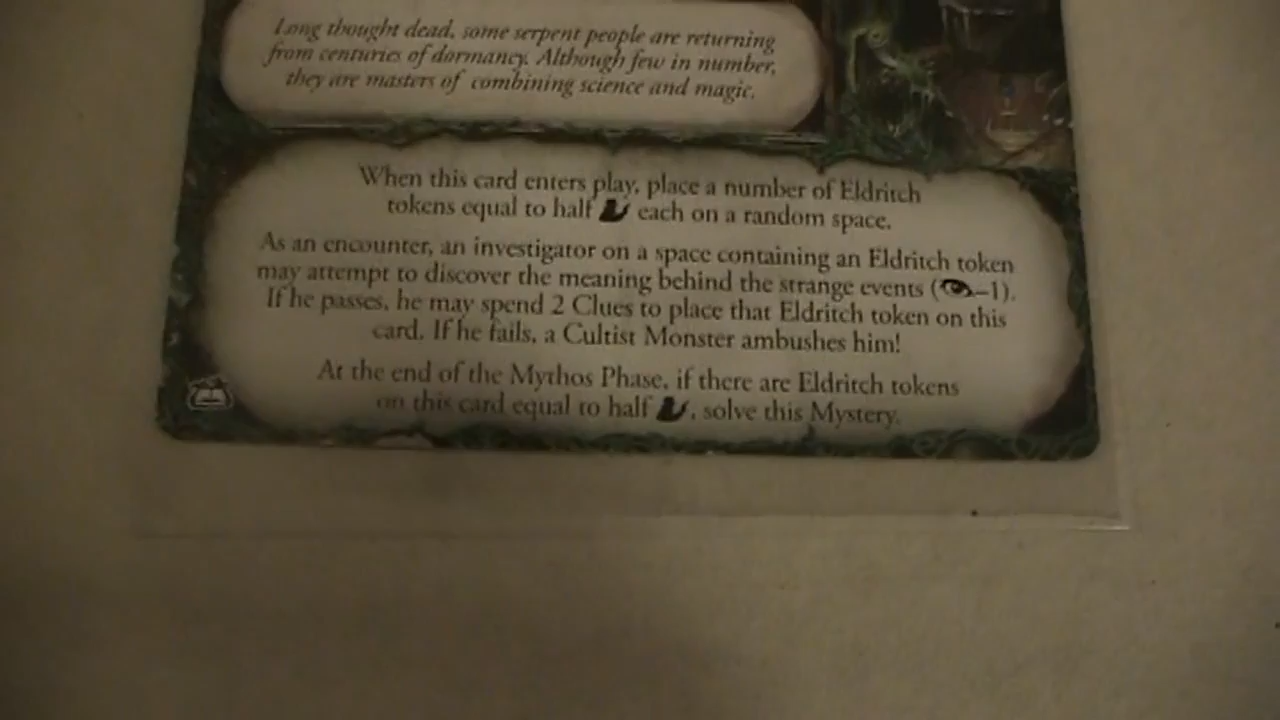 Long thought dead, some serpent people are returning
from centuries of dormancy. Although few in number,
they are masters of combining science and magic.
When this card enters play, place a number of Eldritch
tokens equal to half each on a random space.
As an encounter, an investigator on a space containing an Eldritch token
may attempt to discover the meaning behind the strange events (–1).
If he passes, he may spend 2 Clues to place that Eldritch token on this
card. If he fails, a Cultist Monster ambushes him!
At the end of the Mythos Phase, if there are Eldritch tokens
on this card equal to half , solve this Mystery.